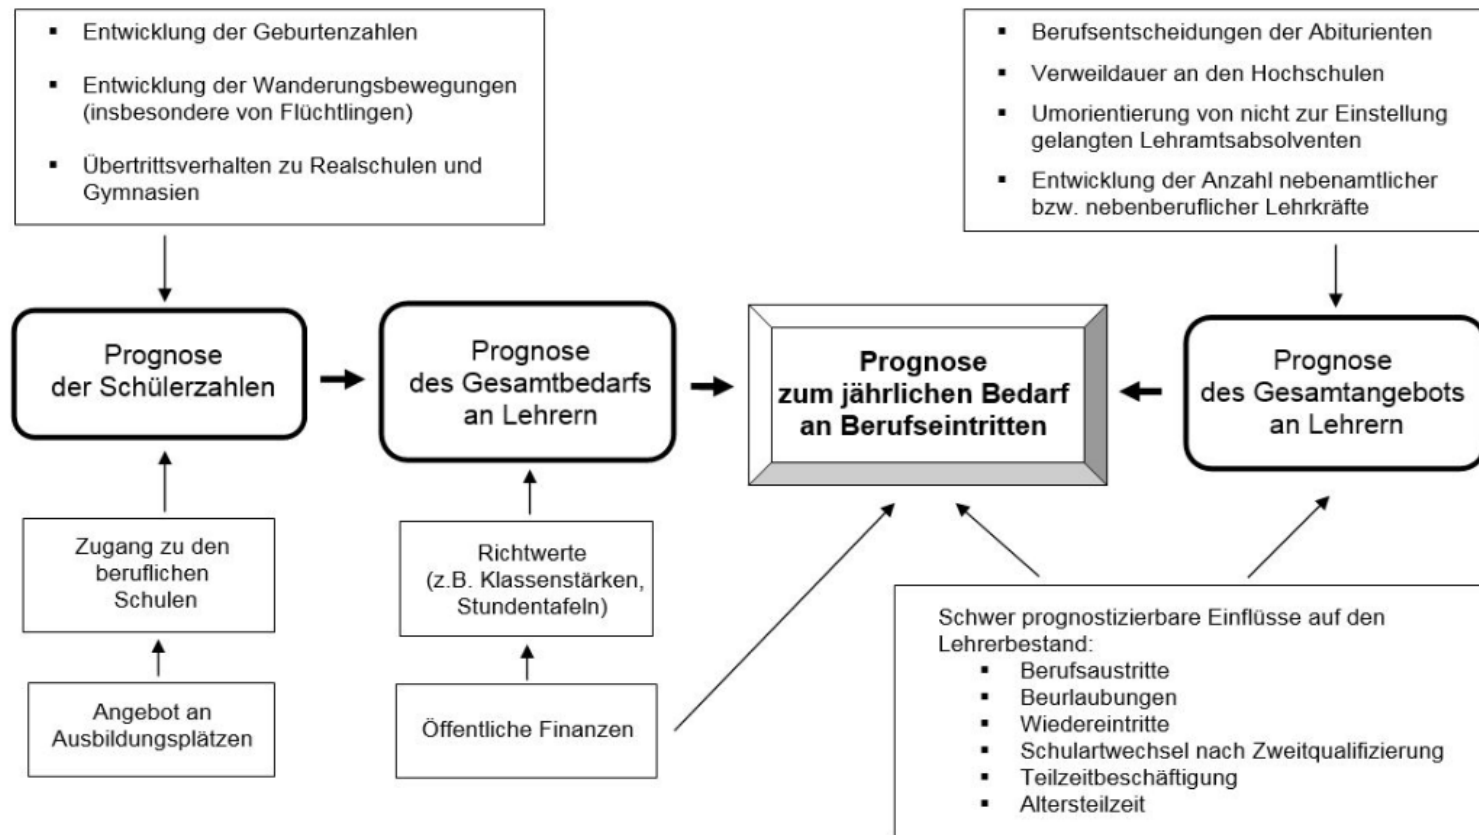 ▪ Entwicklung der Geburtenzahlen
▪ Entwicklung der Wanderungsbewegungen
(insbesondere von Flüchtlingen)
▪ Übertrittsverhalten zu Realschulen und
Gymnasien
▪ Berufsentscheidungen der Abiturienten
▪ Verweildauer an den Hochschulen
▪ Umorientierung von nicht zur Einstellung
gelangten Lehramtsabsolventen
▪ Entwicklung der Anzahl nebenamtlicher
bzw. nebenberuflicher Lehrkräfte
Prognose
der Schülerzahlen
Prognose
des Gesamtbedarfs
an Lehrern
Prognose
zum jährlichen Bedarf
an Berufseintritten
Prognose
des Gesamtangebots
an Lehrern
Zugang zu den
beruflichen
Schulen
Richtwerte
(z.B. Klassenstärken,
Stundentafeln)
Angebot an
Ausbildungsplätzen
Öffentliche Finanzen
Schwer prognostizierbare Einflüsse auf den
Lehrerbestand:
▪ Berufsaustritte
▪ Beurlaubungen
▪ Wiedereintritte
▪ Schulartwechsel nach Zweitqualifizierung
▪ Teilzeitbeschäftigung
▪ Altersteilzeit